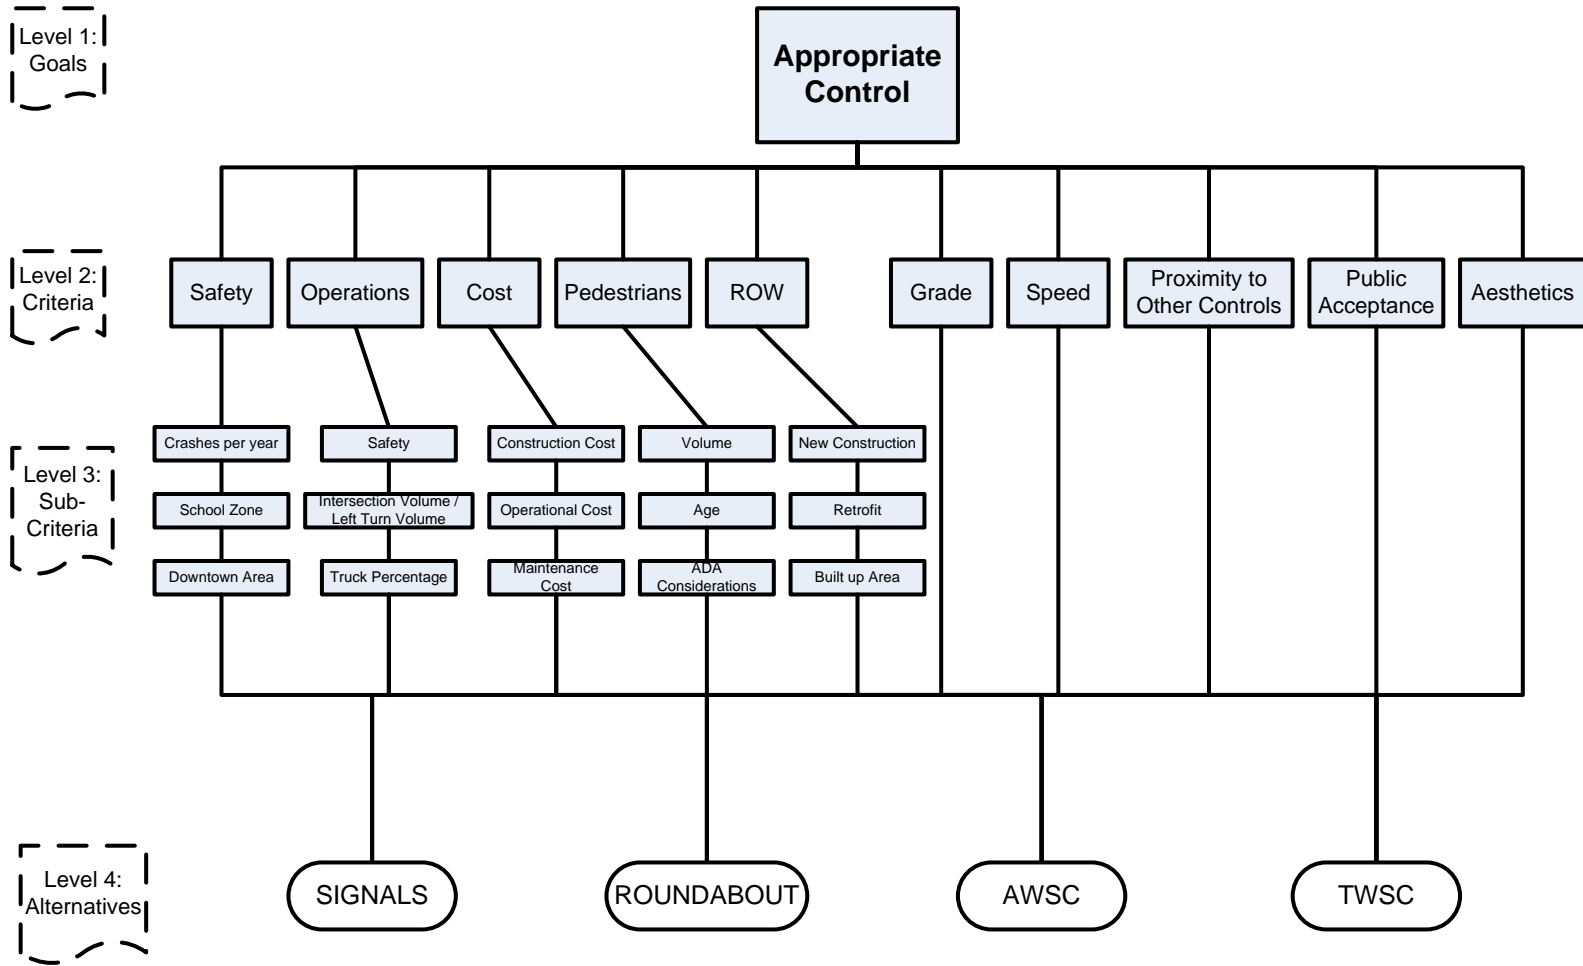 Level 1:
Goals
Appropriate
Control
Level 2:
Criteria
Safety
Operations
Cost
Pedestrians
ROW
Grade
Speed
Proximity to
Other Controls
Public
Acceptance
Aesthetics
Level 3:
Sub-
Criteria
Crashes per year
Safety
Construction Cost
Volume
New Construction
School Zone
Intersection Volume /
Left Turn Volume
Operational Cost
Age
Retrofit
Downtown Area
Truck Percentage
Maintenance
Cost
ADA
Considerations
Built up Area
Level 4:
Alternatives
SIGNALS
ROUNDABOUT
AWSC
TWSC